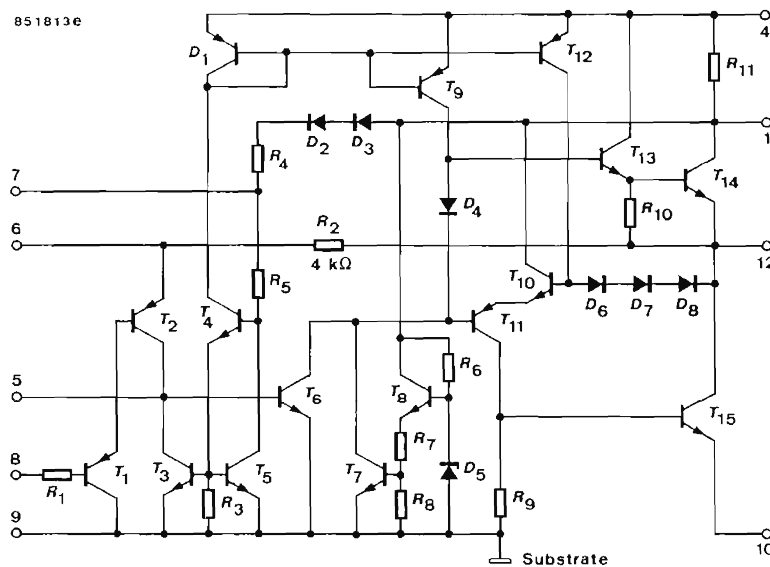 851813e
4
D1
T12
R11
T9
1
D2 D3
R4
T13
7
T14
D4
R10
6
R2
12
4 kΩ
R5
T10
D6 D7 D8
T2
T4
T11
R6
5
T6
T8
T15
R7
8
D5
R1
T1
T3
T5
T7
R3
R8
R9
9
10
Substrate